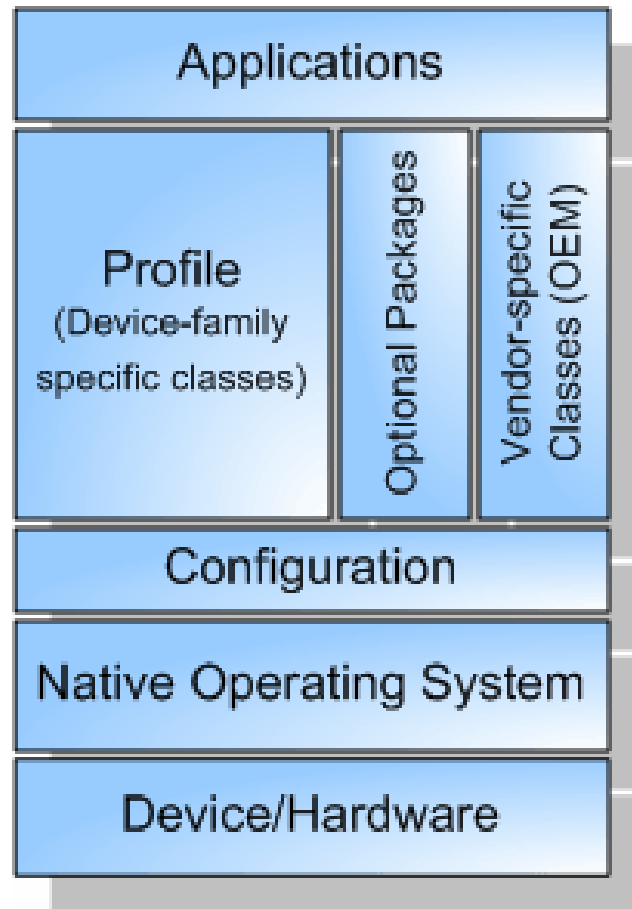 Applications
Profile
(Device-family
specific classes)
Optional Packages
Vendor-specific
Classes (OEM)
Configuration
Native Operating System
Device/Hardware